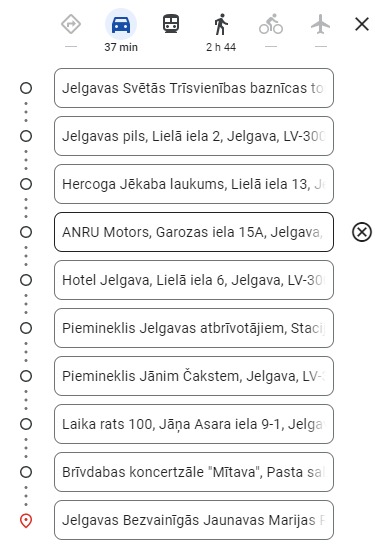 37 min
2 h 44
Jelgavas Svētās Trīsvienības baznīcas to
Jelgavas pils, Lielā iela 2, Jelgava, LV-300
Hercoga Jēkaba laukums, Lielā iela 13, Je
ANRU Motors, Garozas iela 15A, Jelgava,
Hotel Jelgava, Lielā iela 6, Jelgava, LV-30
Piemineklis Jelgavas atbrīvotājiem, Staci
Piemineklis Jānim Čakstem, Jelgava, LV-
Laika rats 100, Jāņa Asara iela 9-1, Jelga
Brīvdabas koncertzāle "Mītava", Pasta sa
Jelgavas Bezvainīgās Jaunavas Marijas